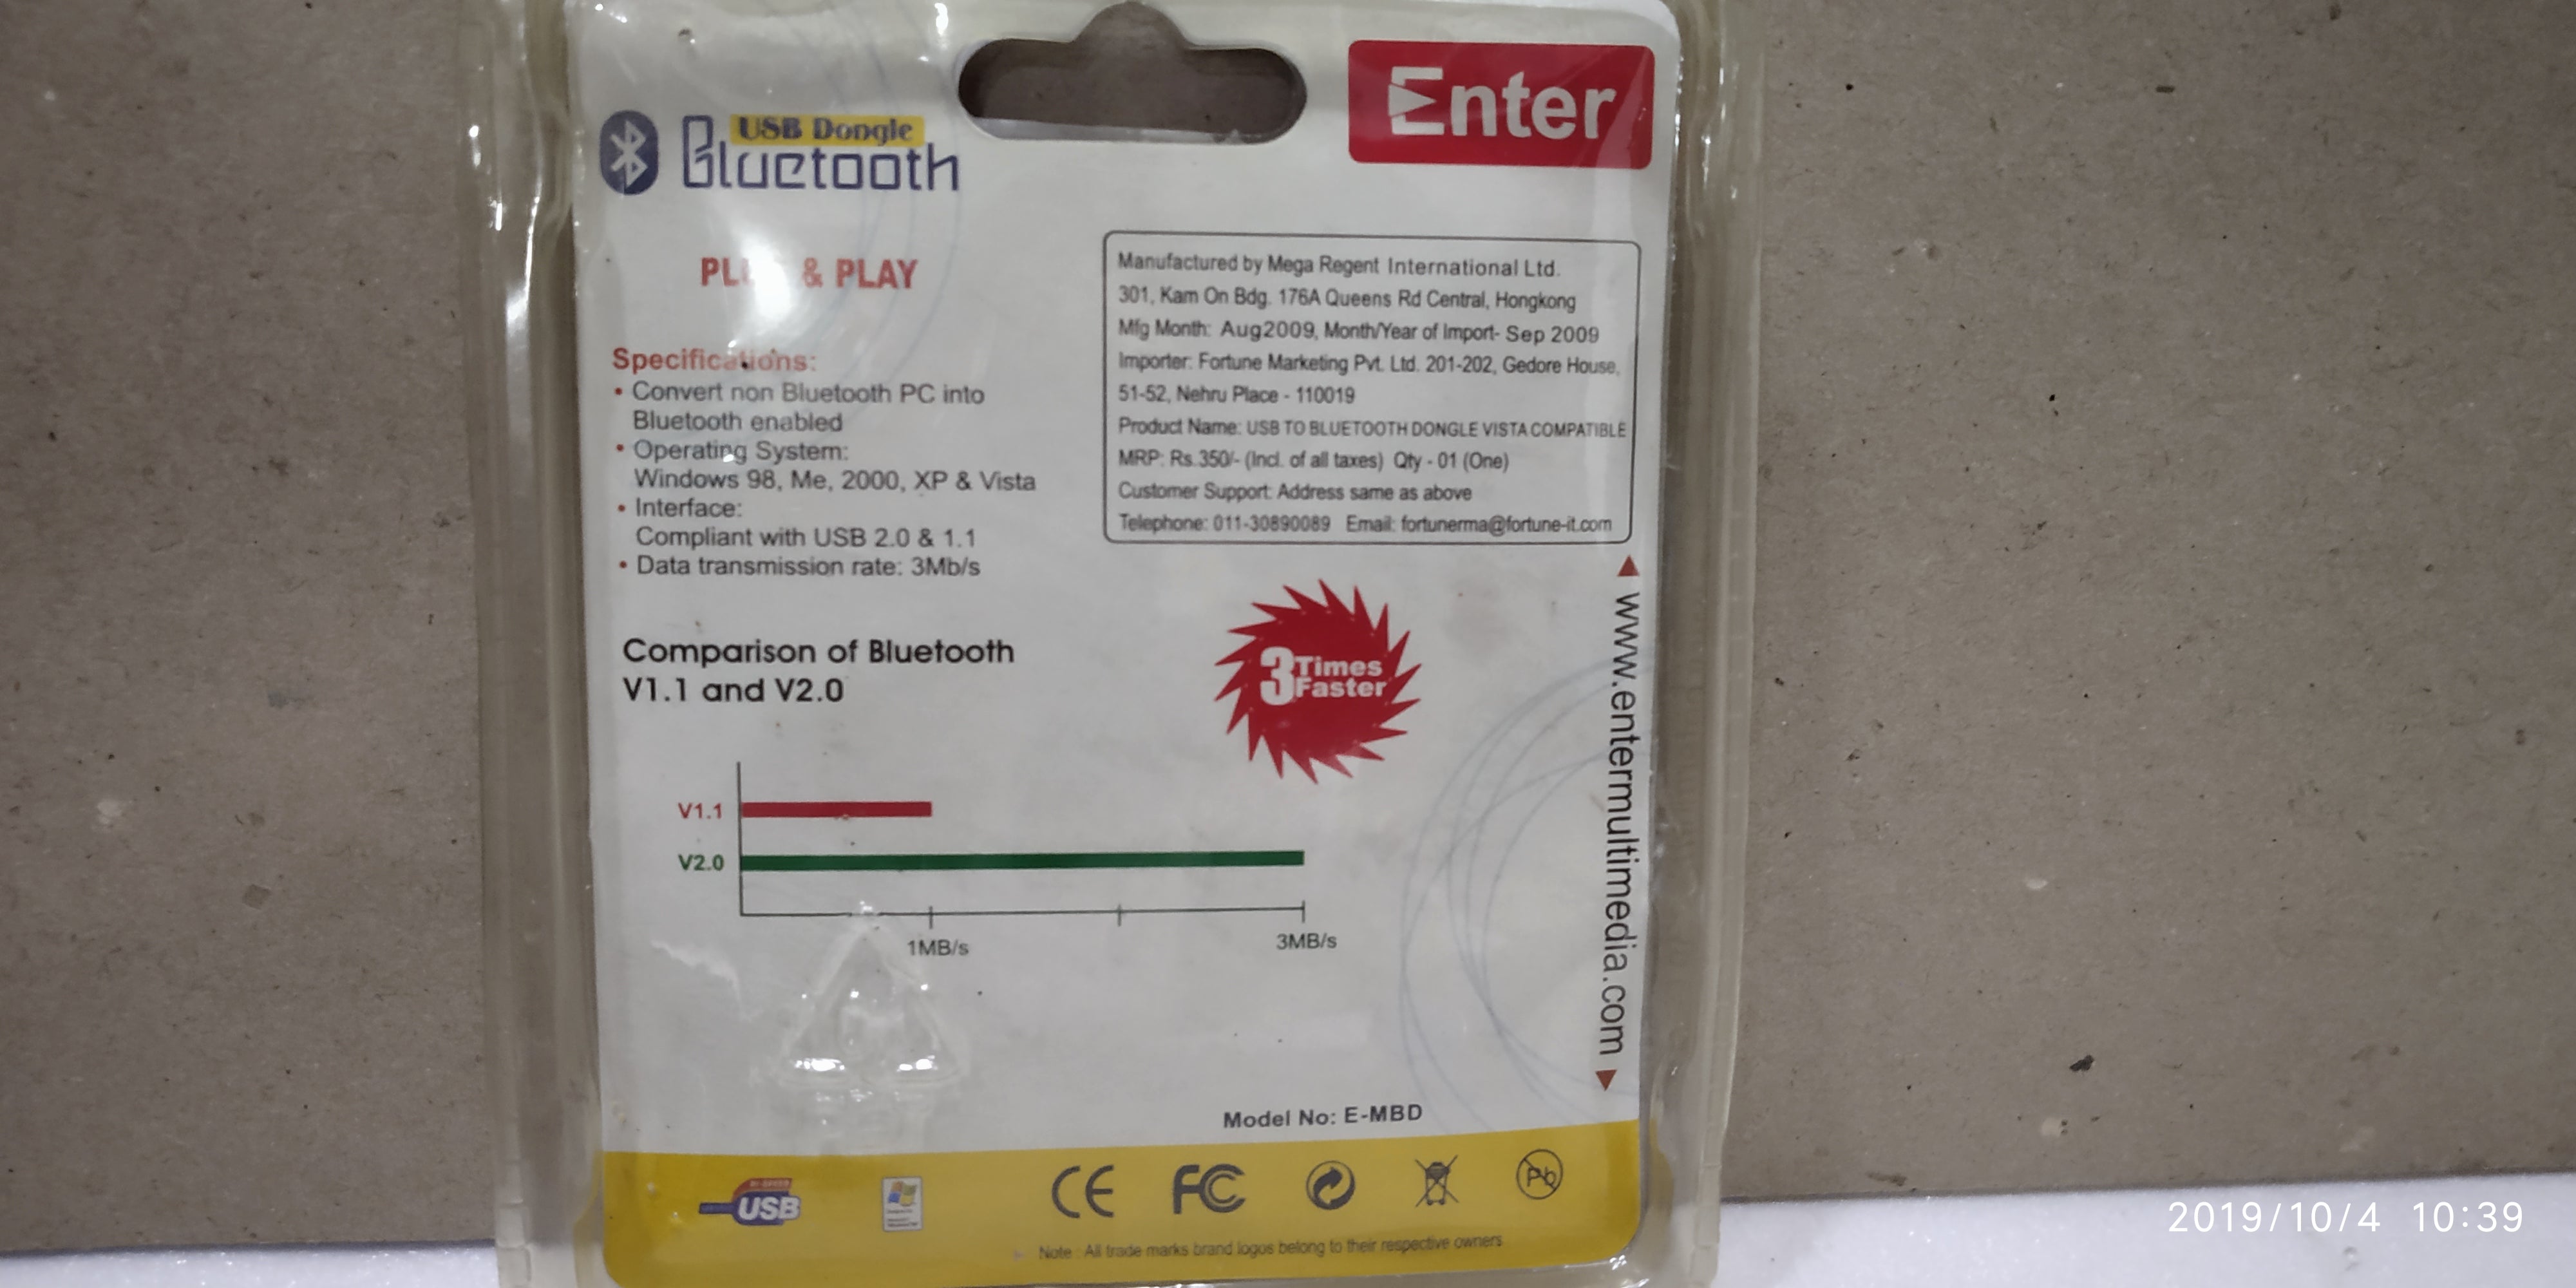 USB Dongle
Bluetooth
Enter
PLUG & PLAY
Specifications:
• Convert non Bluetooth PC into
Bluetooth enabled
• Operating System:
Windows 98, Me, 2000, XP & Vista
• Interface:
Compliant with USB 2.0 & 1.1
• Data transmission rate: 3Mb/s
Manufactured by Mega Regent International Ltd.
301, Kam On Bdg. 176A Queens Rd Central, Hongkong
Mfg Month: Aug2009, Month/Year of Import- Sep 2009
Importer: Fortune Marketing Pvt. Ltd. 201-202, Gedore House,
51-52, Nehru Place - 110019
Product Name: USB TO BLUETOOTH DONGLE VISTA COMPATIBLE
MRP: Rs.350/- (Incl. of all taxes) Qty - 01 (One)
Customer Support: Address same as above
Telephone: 011-30890089 Email: fortunerma@fortune-it.com
Comparison of Bluetooth
V1.1 and V2.0
3 Times
Faster
www.entermultimedia.com
V1.1
V2.0
1MB/s
3MB/s
Model No: E-MBD
HI-SPEED
USB
CE
FC
Pb
Note : All trade marks brand logos belong to their respective owners
2019/10/4 10:39